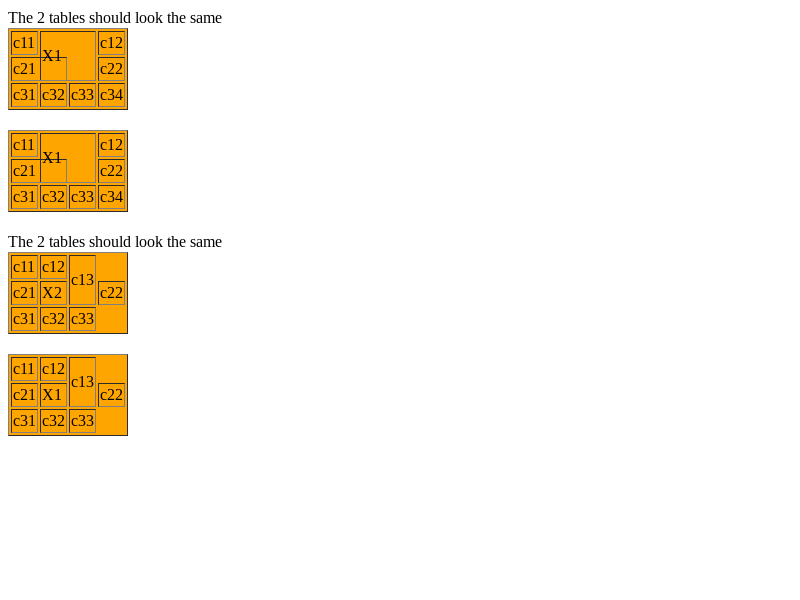 The 2 tables should look the same
c11 X1 c12
c21 c22
c31 c32 c33 c34
c11 X1 c12
c21 c22
c31 c32 c33 c34
The 2 tables should look the same
c11 c12 c13
c21 X2 c22
c31 c32 c33
c11 c12 c13
c21 X1 c22
c31 c32 c33